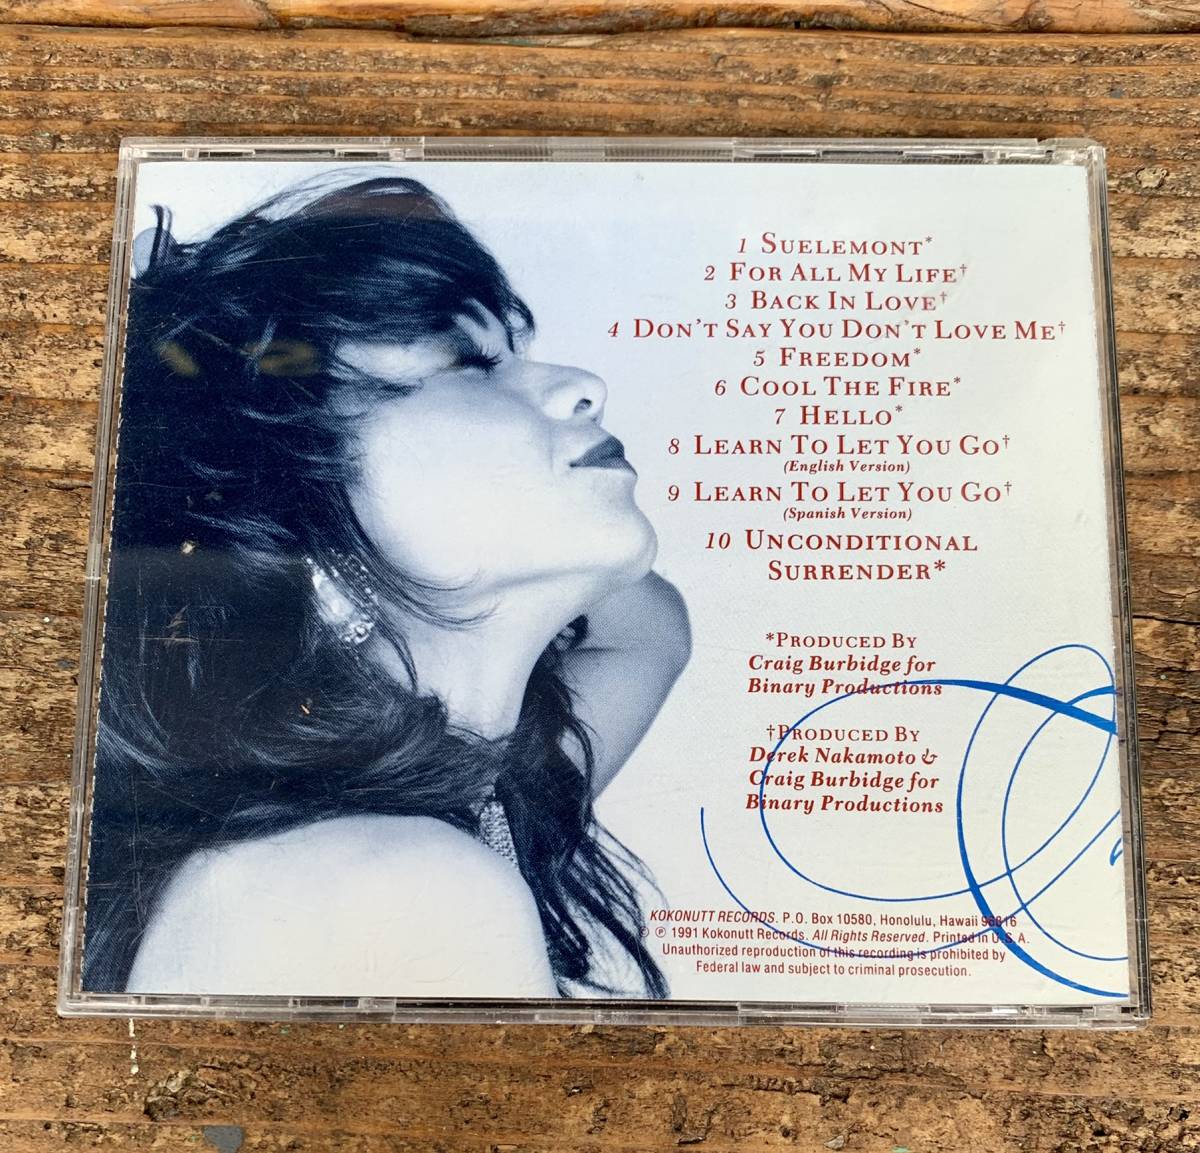 1 SUELEMONT*
2 FOR ALL MY LIFE†
3 BACK IN LOVE†
4 DON'T SAY YOU DON'T LOVE ME†
5 FREEDOM*
6 COOL THE FIRE*
7 HELLO*
8 LEARN TO LET YOU GO†
(English Version)
9 LEARN TO LET YOU GO†
(Spanish Version)
10 UNCONDITIONAL
SURRENDER*
*PRODUCED BY
Craig Burbidge for
Binary Productions
†PRODUCED BY
Derek Nakamoto &
Craig Burbidge for
Binary Productions
KOKONUTT RECORDS. P.O. Box 10580, Honolulu, Hawaii 96816
© ℗ 1991 Kokonutt Records. All Rights Reserved. Printed in U.S.A.
Unauthorized reproduction of this recording is prohibited by
Federal law and subject to criminal prosecution.